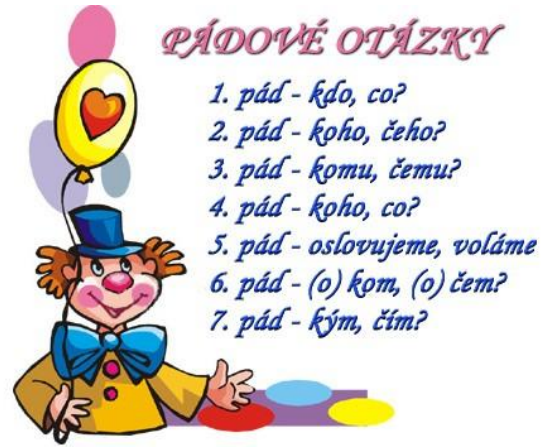 PÁDOVÉ OTÁZKY
1. pád - kdo, co?
2. pád - koho, čeho?
3. pád - komu, čemu?
4. pád - koho, co?
5. pád - oslovujeme, voláme
6. pád - (o) kom, (o) čem?
7. pád - kým, čím?